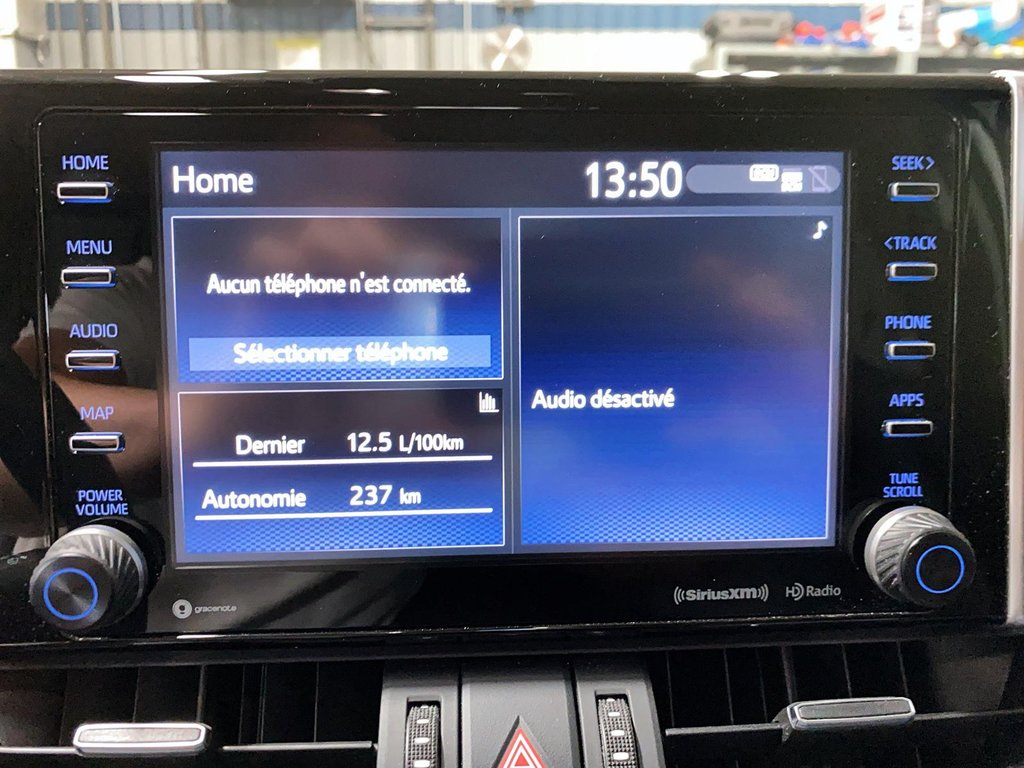 HOME
MENU
AUDIO
MAP
POWER
VOLUME
Home
13:50
Aucun téléphone n'est connecté.
Sélectionner téléphone
Dernier 12.5 L/100km
Autonomie 237 km
Audio désactivé
SEEK>
<TRACK
PHONE
APPS
TUNE
SCROLL
gracenote
SiriusXM
HD Radio